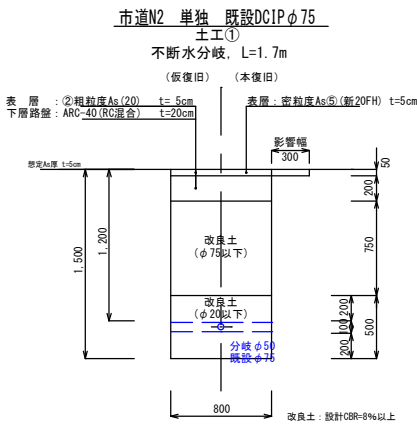 市道N2　単独　既設DCIPφ75
土工①
不断水分岐, L=1.7m
（仮復旧）　（本復旧）
表　層　：②粗粒度As(20)　t= 5cm
表層：密粒度As⑤(新20FH) t=5cm
下層路盤：ARC-40(RC混合)　t=20cm
影響幅
300
50
想定As厚 t=5cm
200
1,200
1,500
改良土
(φ75以下)
750
改良土
(φ20以下)
200
100
200
500
分岐φ50
既設φ75
800
改良土：設計CBR=8%以上